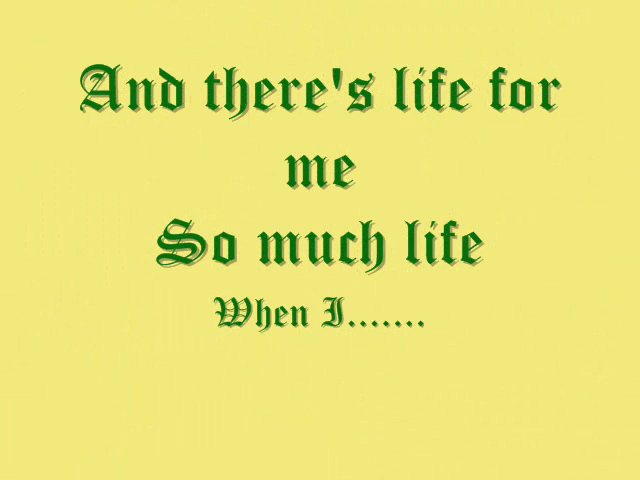 And there's life for
me
So much life
When I.......